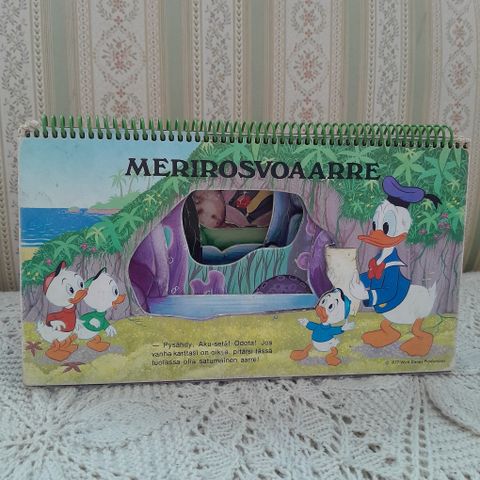 MERIROSVOAARRE
— Pysähdy, Aku-setä! Odota! Jos
vanha karttasi on oikea, pitäisi tässä
luolassa olla satumainen aarre!
© 1977 Walt Disney Productions